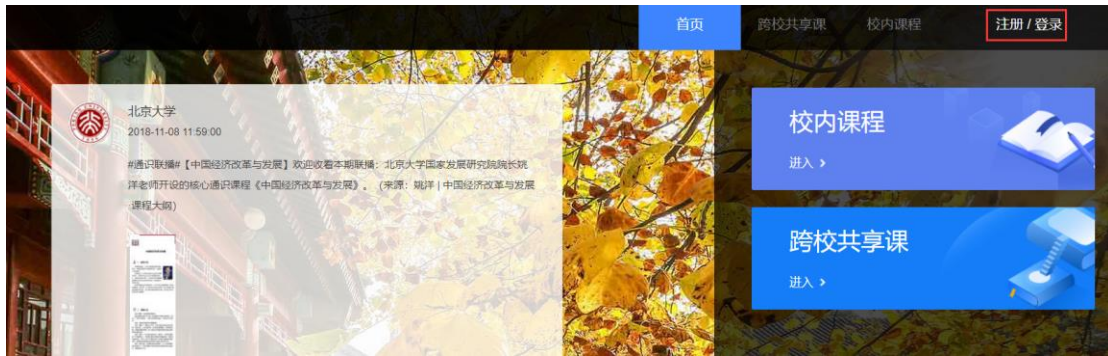 首页
跨校共享课
校内课程
注册 / 登录
北京大学
2018-11-08 11:59:00
#通识联播#【中国经济改革与发展】欢迎收看本期联播：北京大学国家发展研究院院长姚
洋老师开设的核心通识课程《中国经济改革与发展》。（来源：姚洋 | 中国经济改革与发展
课程大纲）
校内课程
进入 >
跨校共享课
进入 >